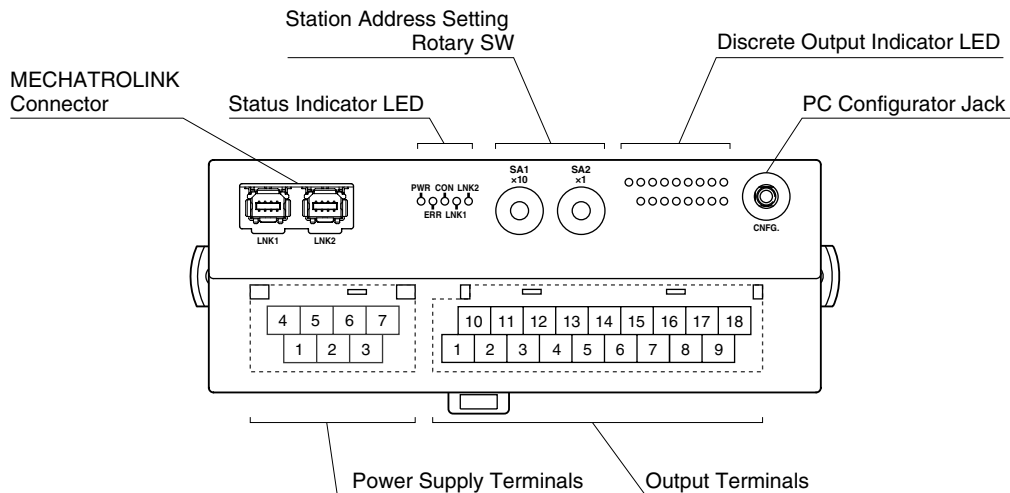 Station Address Setting
Rotary SW
Discrete Output Indicator LED
MECHATROLINK
Connector
Status Indicator LED
PC Configurator Jack
SA1
×10
SA2
×1
PWR CON LNK2
ERR LNK1
LNK1
LNK2
CNFG.
4 5 6 7
1 2 3
10 11 12 13 14 15 16 17 18
1 2 3 4 5 6 7 8 9
Power Supply Terminals
Output Terminals